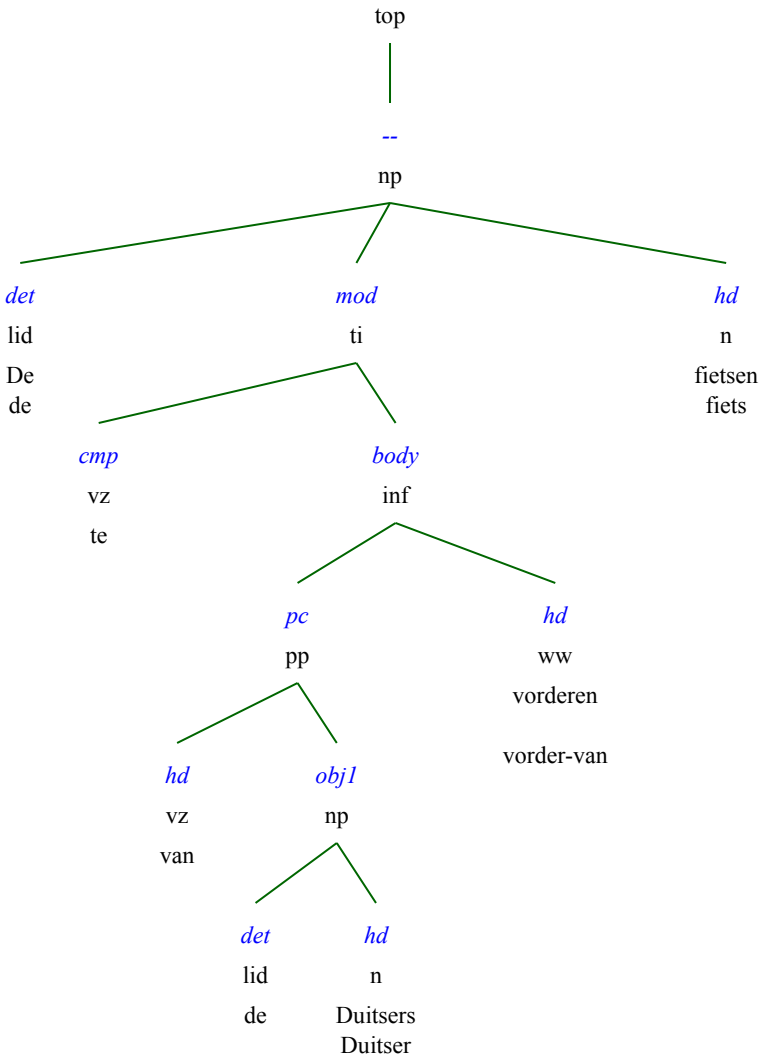 top
--
np
det mod hd
lid ti n
De fietsen
de fiets
cmp body
vz inf
te
pc hd
pp ww
vorderen
vorder-van
hd obj1
vz np
van
det hd
lid n
de Duitsers
Duitser